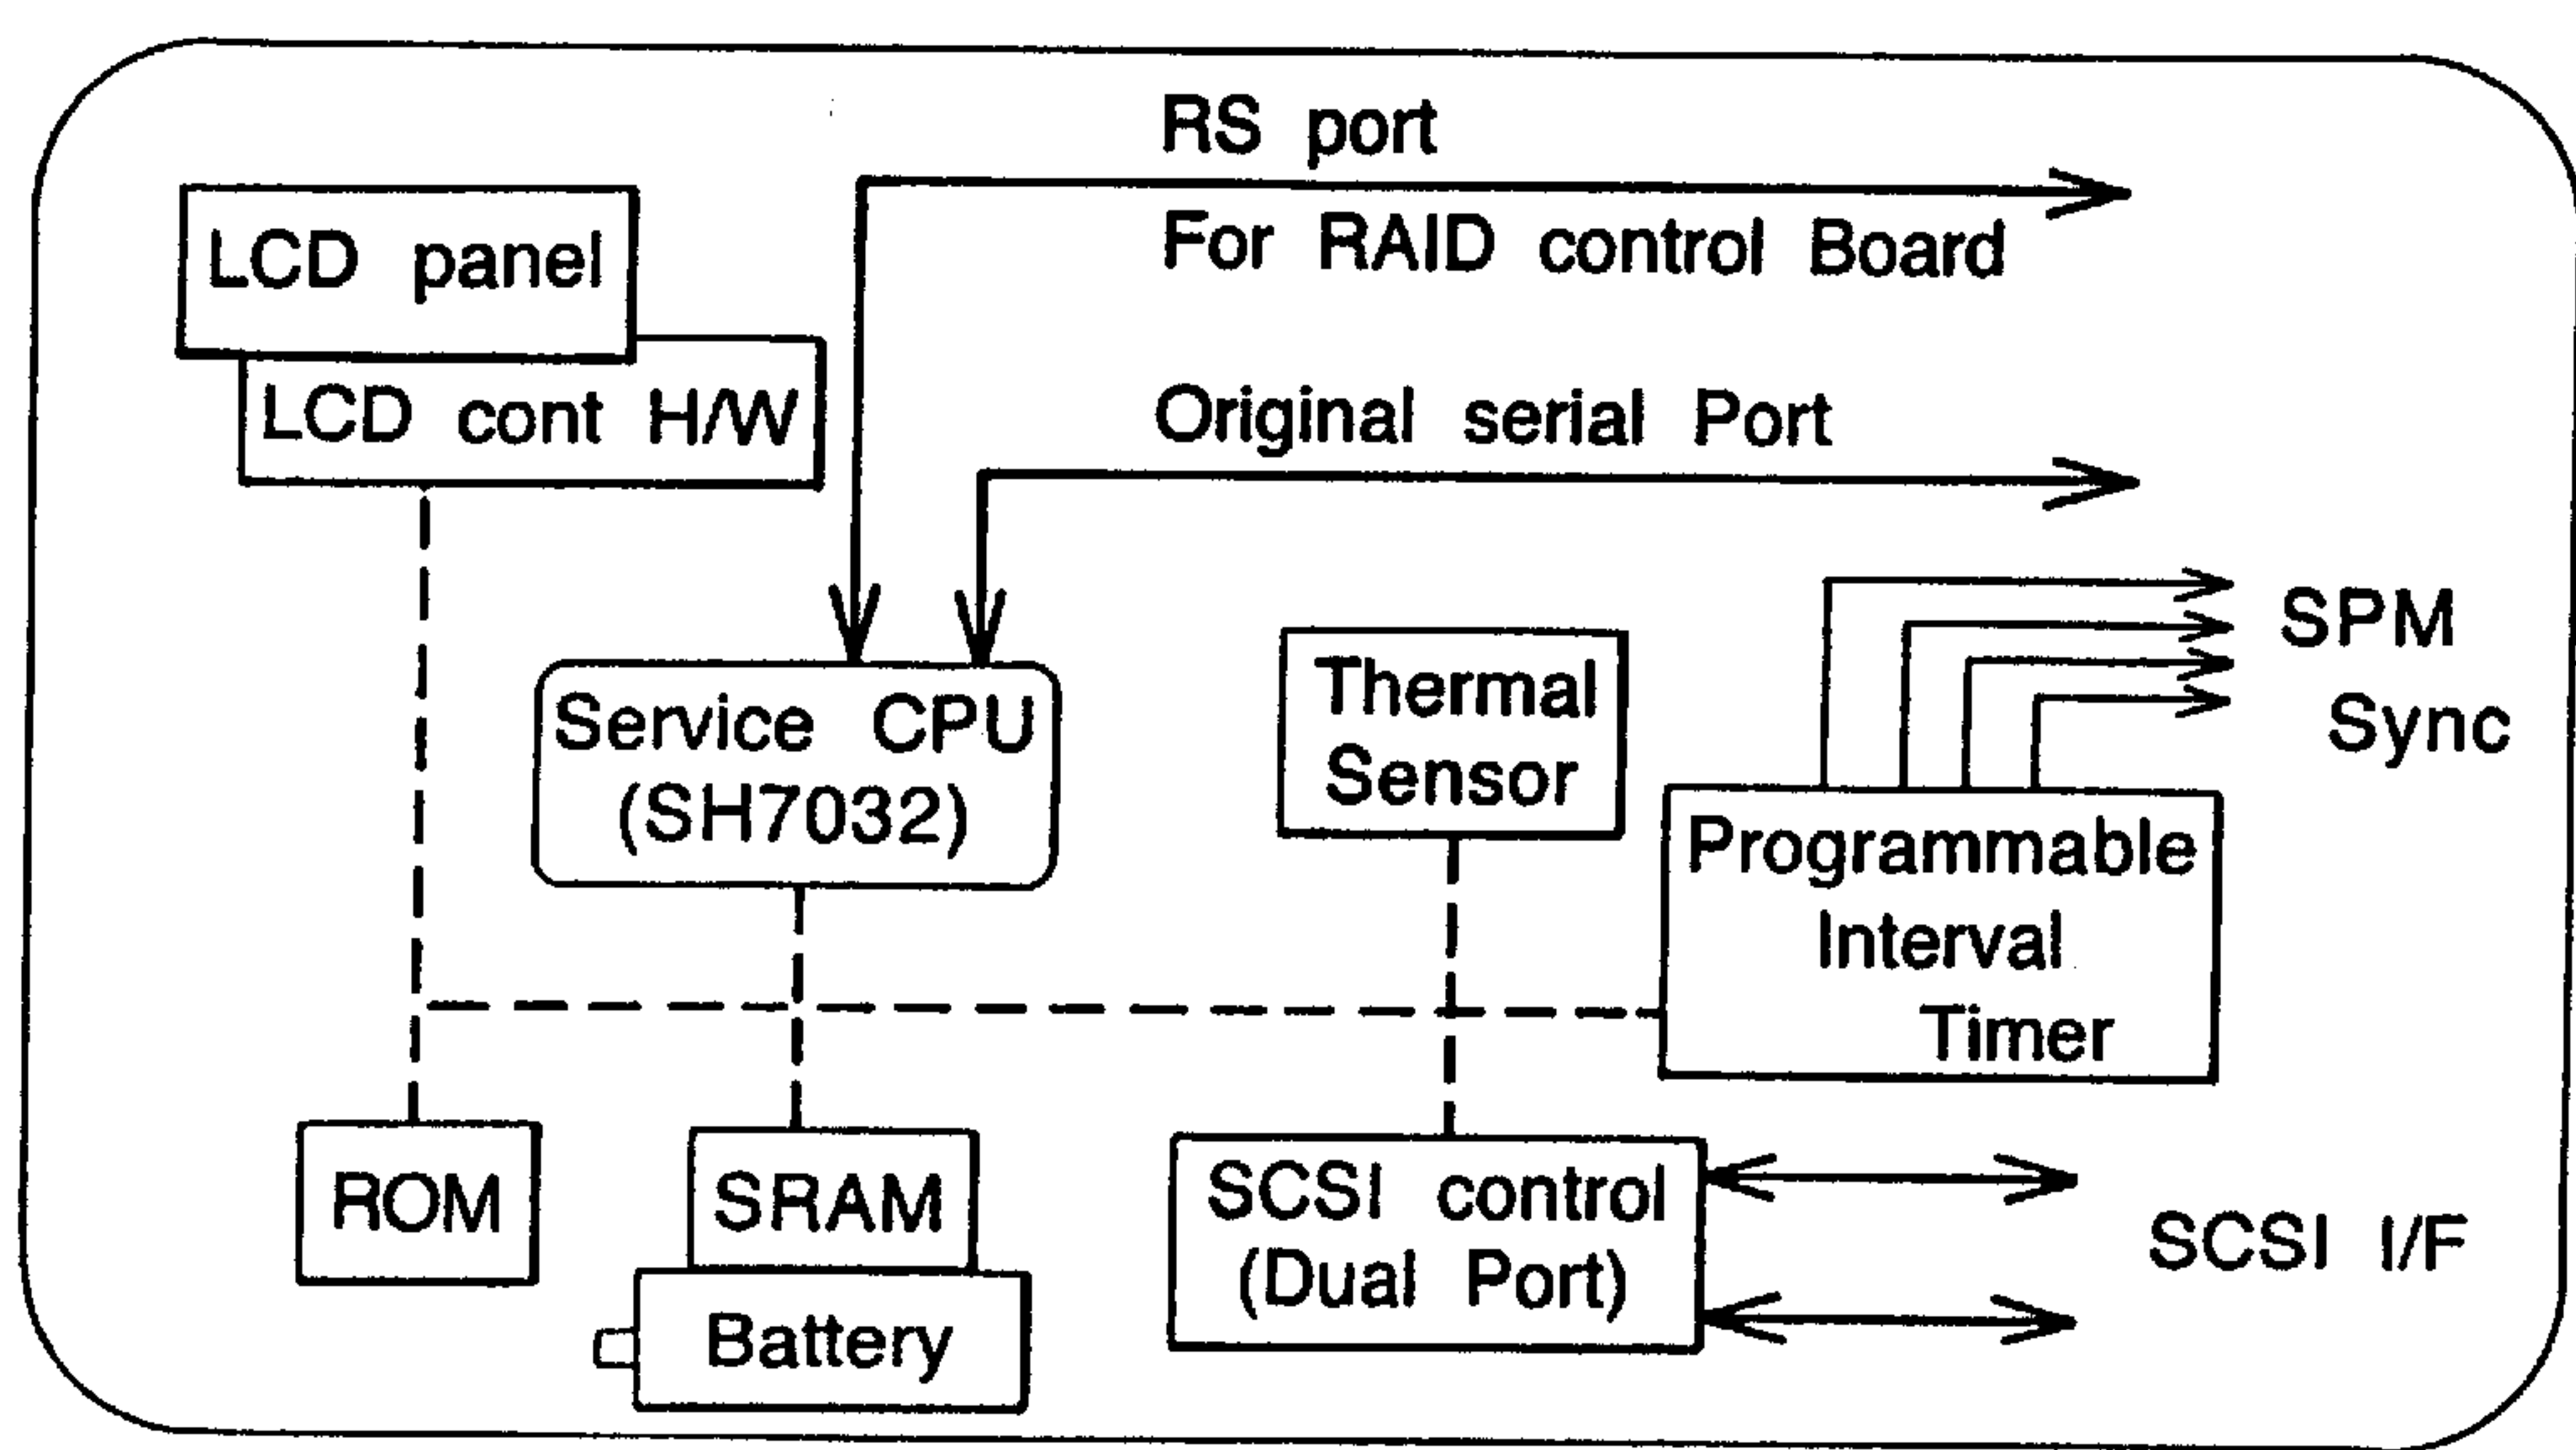 RS port
For RAID control Board
LCD panel
LCD cont H/W
Original serial Port
SPM
Sync
Service CPU
(SH7032)
Thermal
Sensor
Programmable
Interval
Timer
ROM
SRAM
Battery
SCSI control
(Dual Port)
SCSI I/F